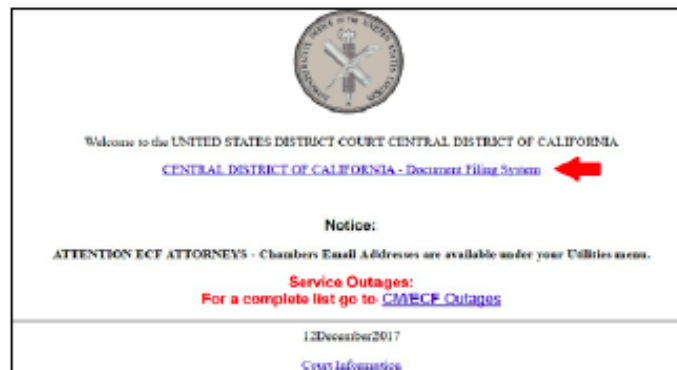 Welcome to the UNITED STATES DISTRICT COURT CENTRAL DISTRICT OF CALIFORNIA
CENTRAL DISTRICT OF CALIFORNIA - Document Filing System
Notice:
ATTENTION ECF ATTORNEYS - Chambers Email Addresses are available under your Utilities menu.
Service Outages:
For a complete list go to CM/ECF Outages
12December2017
Court Information